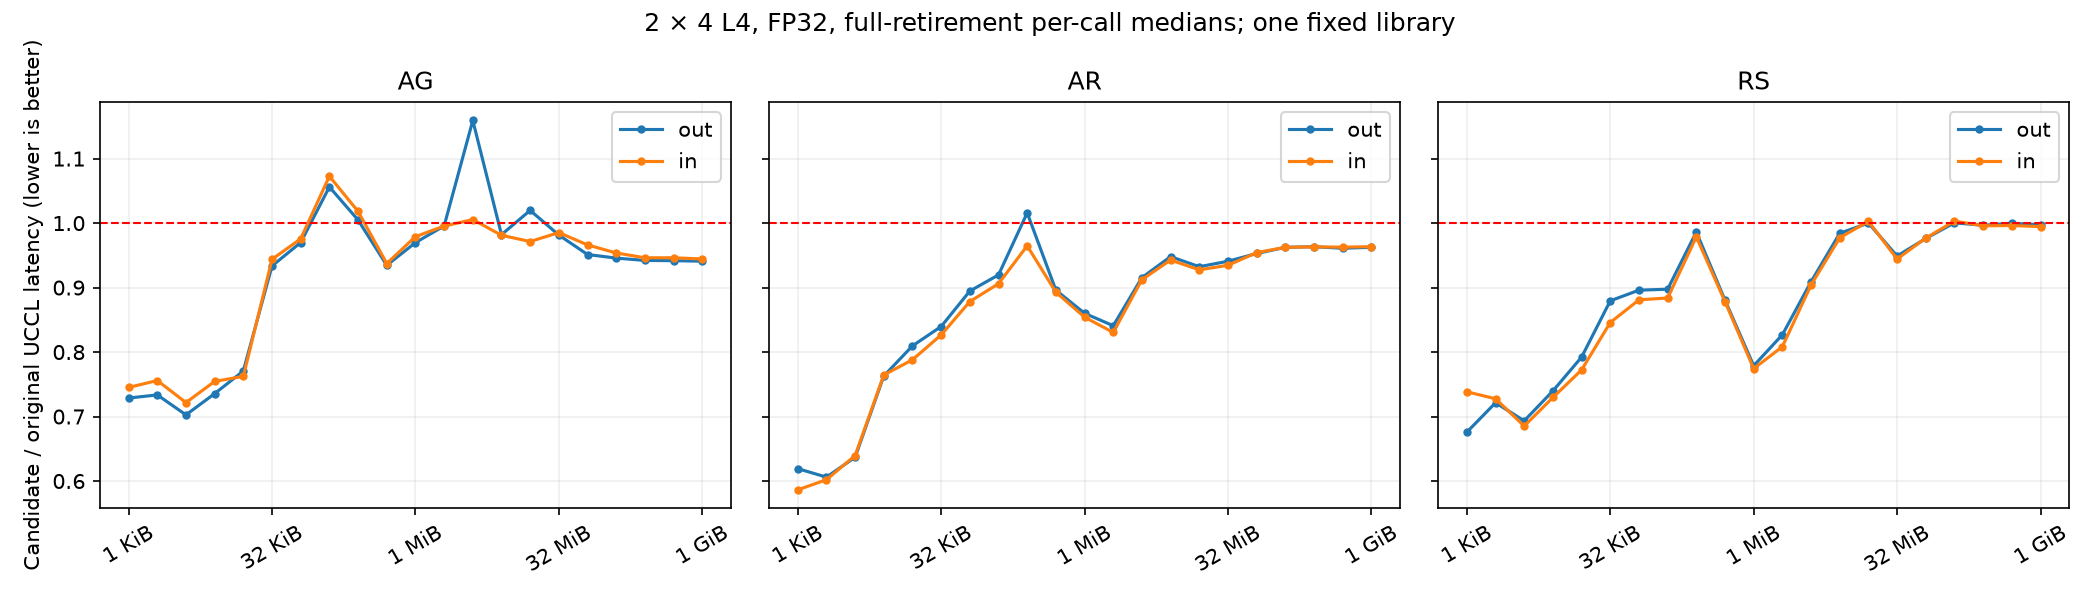 2 × 4 L4, FP32, full-retirement per-call medians; one fixed library
Candidate / original UCCL latency (lower is better)
AG
out
in
1.1
1.0
0.9
0.8
0.7
0.6
1 KiB
32 KiB
1 MiB
32 MiB
1 GiB
AR
out
in
1 KiB
32 KiB
1 MiB
32 MiB
1 GiB
RS
out
in
1 KiB
32 KiB
1 MiB
32 MiB
1 GiB